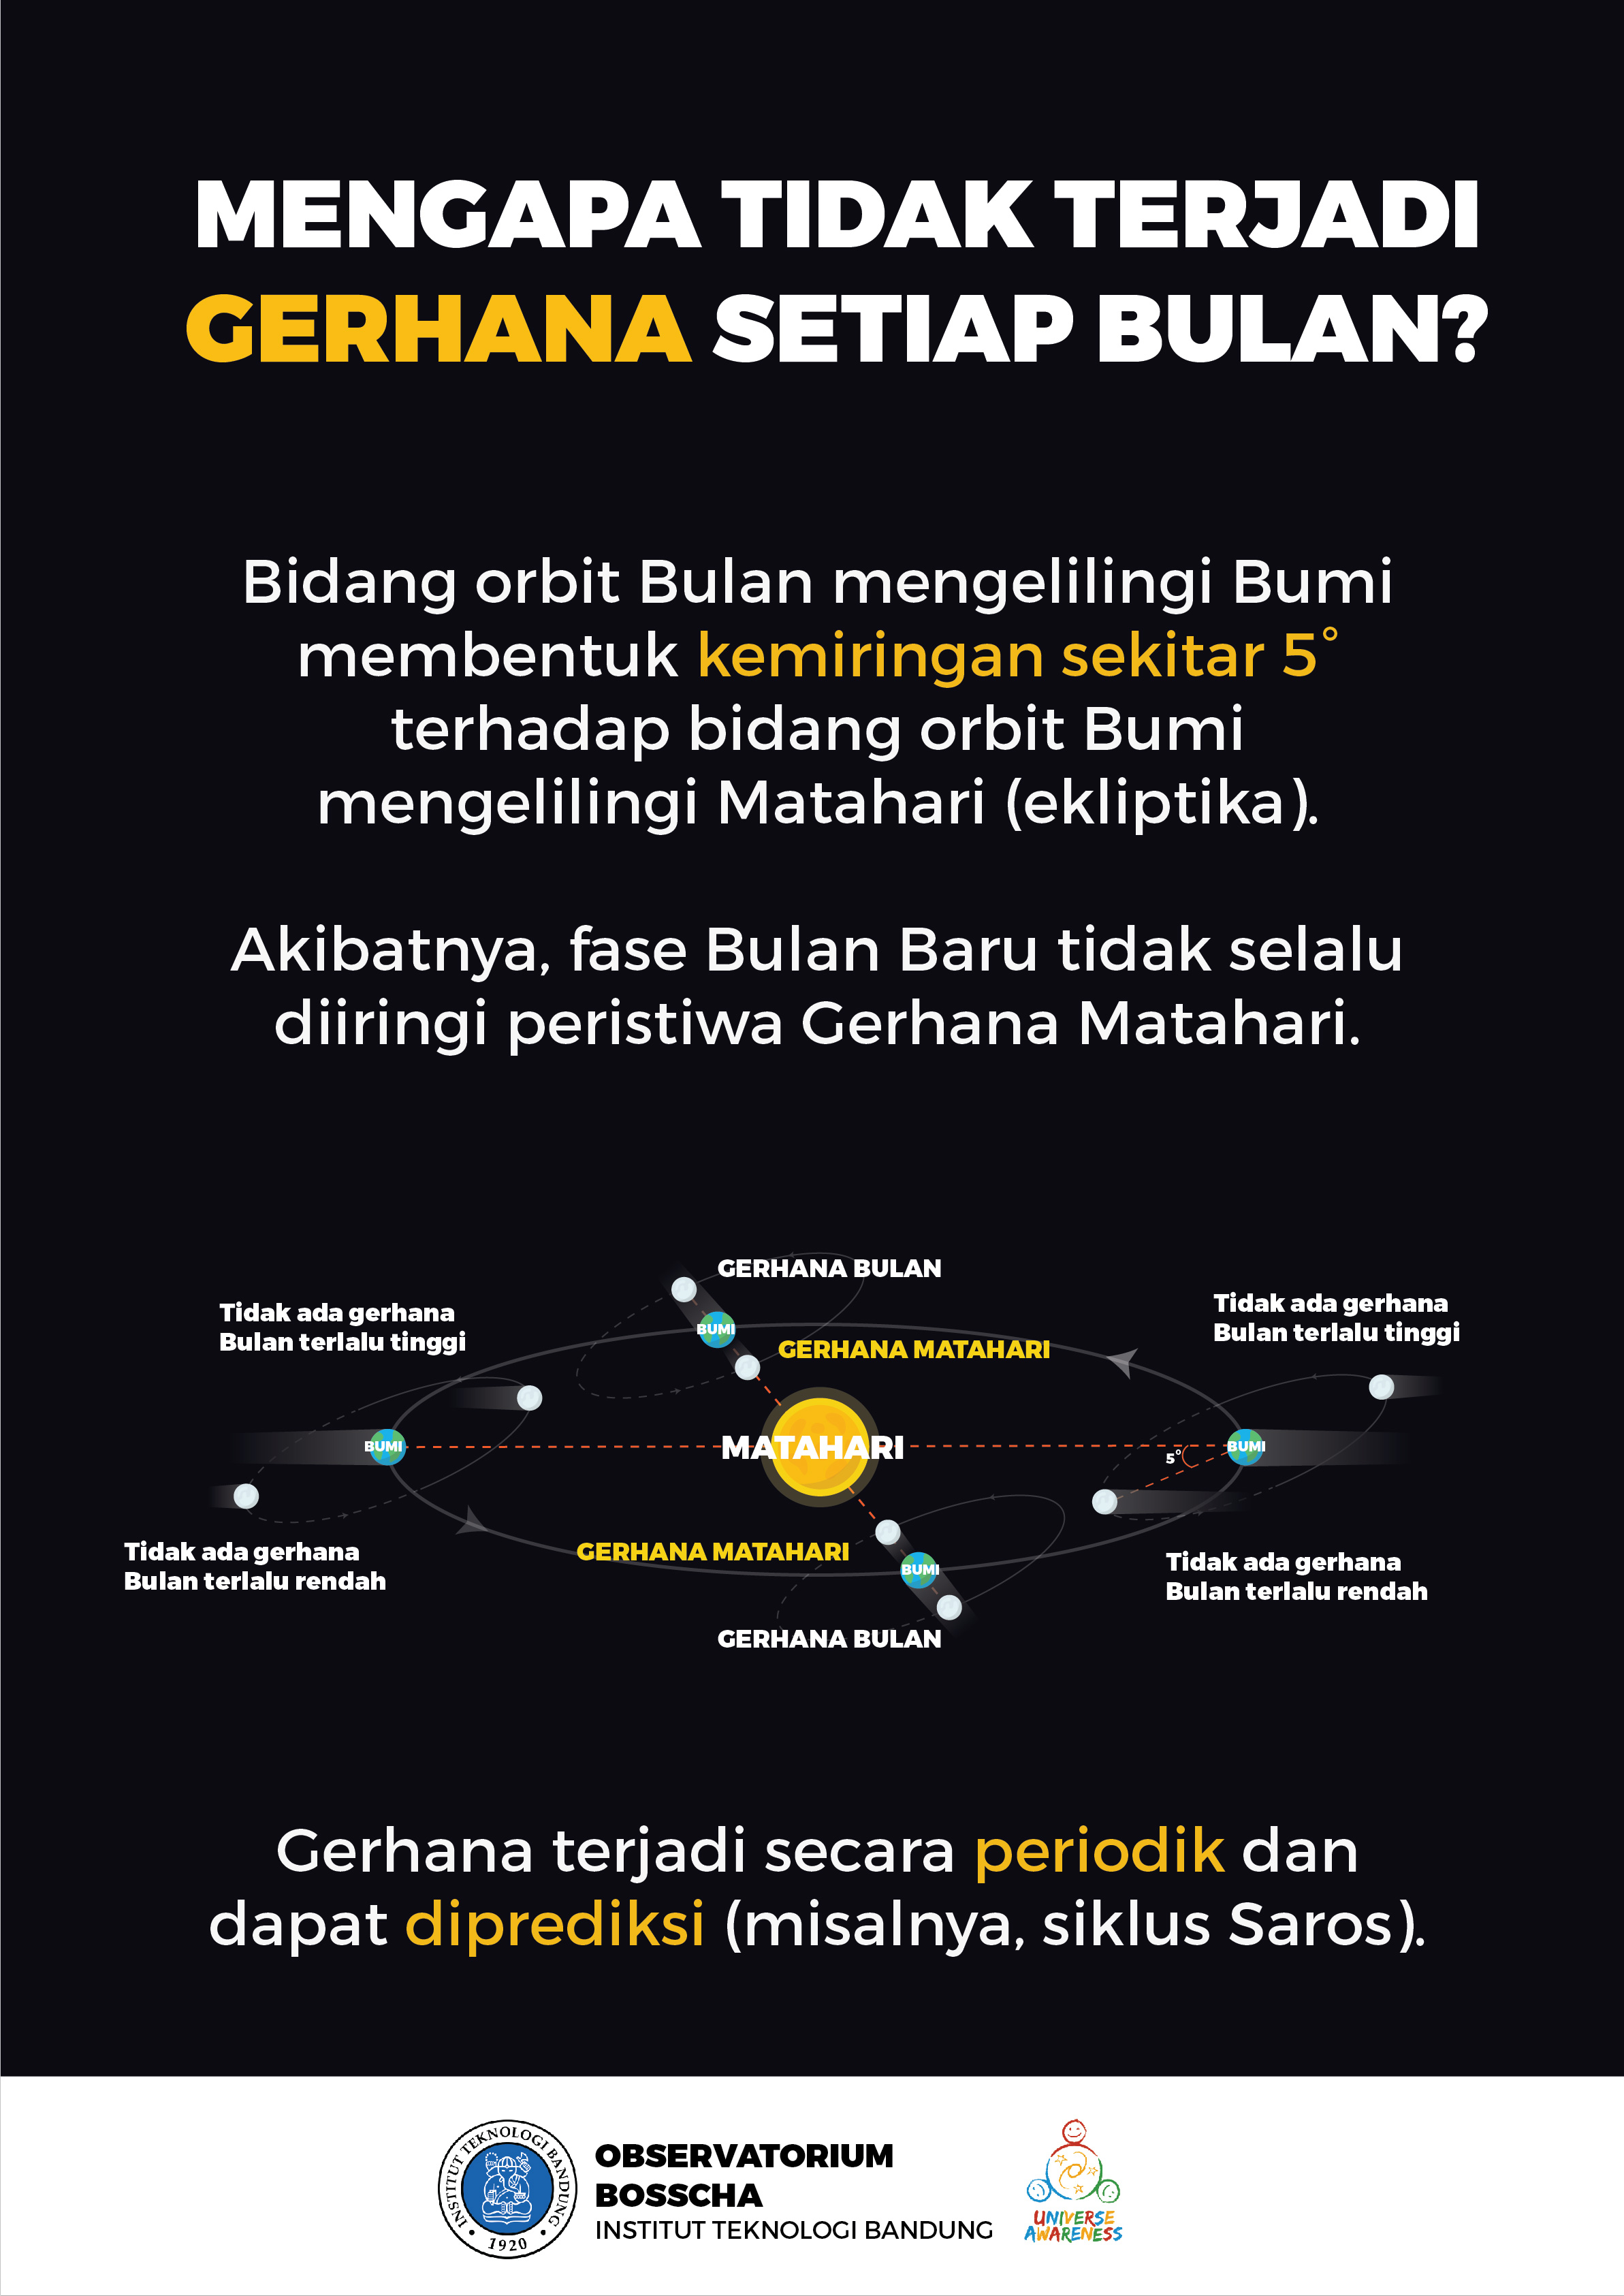 MENGAPA TIDAK TERJADI
GERHANA SETIAP BULAN?
Bidang orbit Bulan mengelilingi Bumi
membentuk kemiringan sekitar 5°
terhadap bidang orbit Bumi
mengelilingi Matahari (ekliptika).
Akibatnya, fase Bulan Baru tidak selalu
diiringi peristiwa Gerhana Matahari.
GERHANA BULAN
Tidak ada gerhana
Bulan terlalu tinggi
Tidak ada gerhana
Bulan terlalu tinggi
BUMI
GERHANA MATAHARI
BUMI
MATAHARI
BUMI
5°
GERHANA MATAHARI
BUMI
Tidak ada gerhana
Bulan terlalu rendah
Tidak ada gerhana
Bulan terlalu rendah
GERHANA BULAN
Gerhana terjadi secara periodik dan
dapat diprediksi (misalnya, siklus Saros).
INSTITUT TEKNOLOGI BANDUNG
1920
OBSERVATORIUM
BOSSCHA
INSTITUT TEKNOLOGI BANDUNG
UNIVERSE
AWARENESS